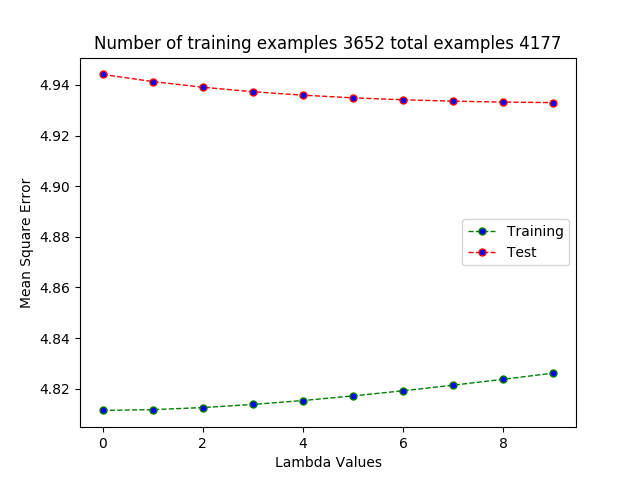 Number of training examples 3652 total examples 4177
4.94
4.92
4.90
4.88
4.86
4.84
4.82
Mean Square Error
Training
Test
0 2 4 6 8
Lambda Values